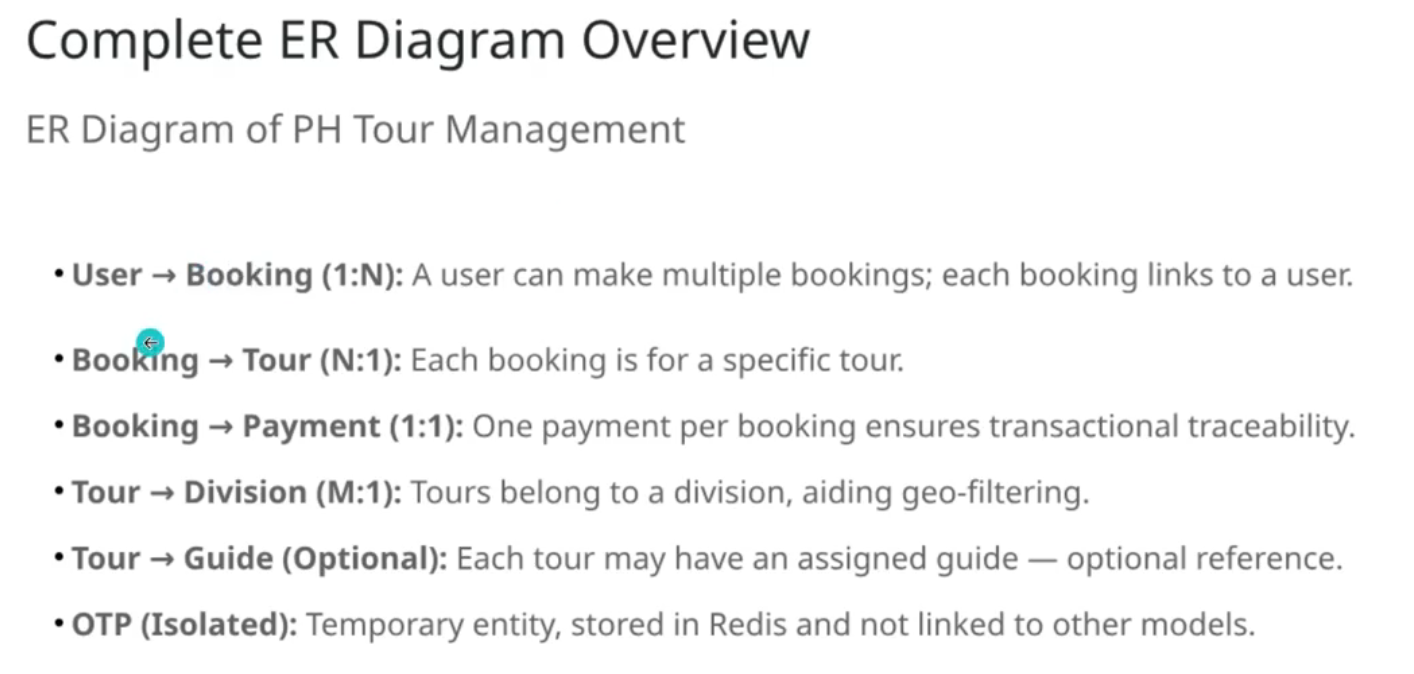 Complete ER Diagram Overview
ER Diagram of PH Tour Management
• User → Booking (1:N): A user can make multiple bookings; each booking links to a user.
• Booking → Tour (N:1): Each booking is for a specific tour.
• Booking → Payment (1:1): One payment per booking ensures transactional traceability.
• Tour → Division (M:1): Tours belong to a division, aiding geo-filtering.
• Tour → Guide (Optional): Each tour may have an assigned guide — optional reference.
• OTP (Isolated): Temporary entity, stored in Redis and not linked to other models.